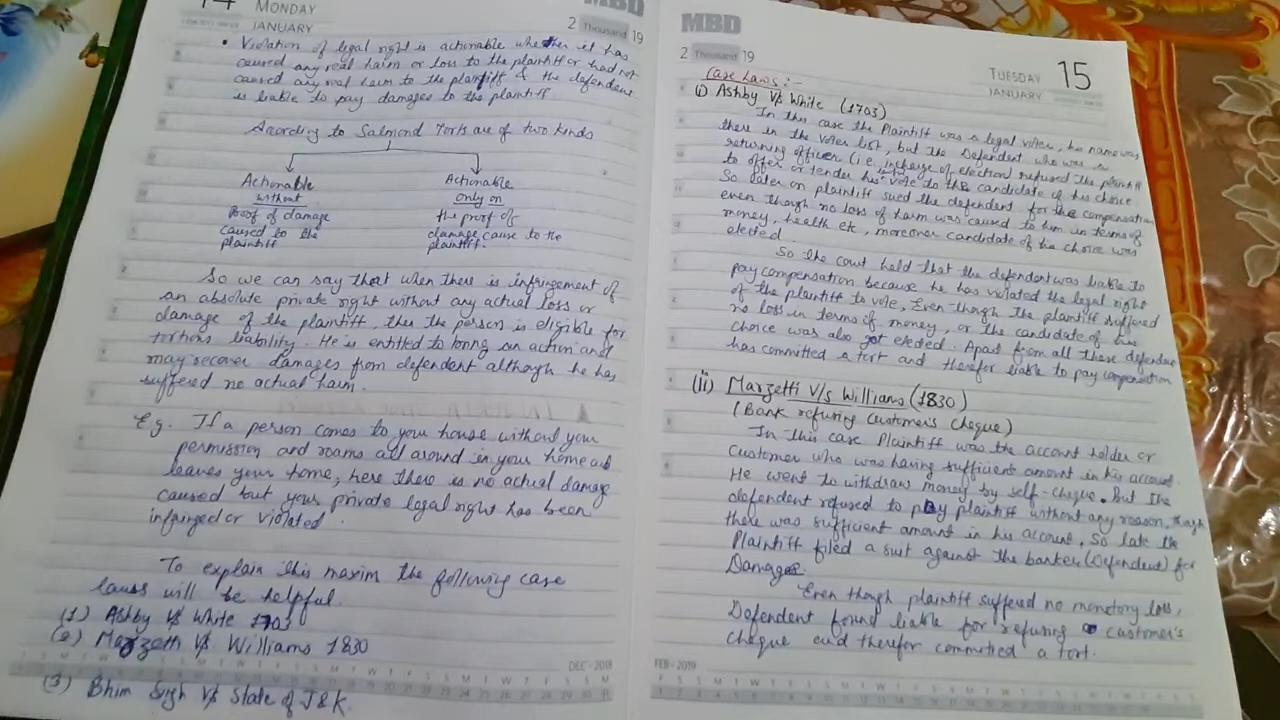 14 MONDAY
JANUARY
MBD
2 Thousand 19
• Violation of legal right is actionable whether it has
caused any real harm or loss to the plaintiff or had not
caused any real harm to the plaintiff & the defendent
is liable to pay damages to the plaintiff
Acording to Salmond Torts are of two kinds
Actionable
without
Proof of damage
caused to the
plaintiff
Actionable
only on
the proof of
damage cause to the
plaintiff.
So we can say that when there is infringement of
an absolute private right without any actual loss or
damage of the plaintiff, then the person is eligible for
tortious liability. He is entitled to bring an action and
may recover damages from defendent although he has
suffered no actual harm.
Eg. If a person comes to your house without your
permission and roams all around in your home and
leaves your home, here there is no actual damage
caused but your private legal right has been
infringed or violated.
To explain this maxim the following case
laws will be helpful.
(1) Ashby V/s White 1703
(2) Marzetti V/s Williams 1830
DEC - 2018
(3) Bhim Singh V/s State of J&K.
MBD
2 Thousand 19
TUESDAY 15
JANUARY
Case Laws :-
(i) Ashby V/s White (1703)
In this case the Plaintiff was a legal voter, his name was
there in the Voter list, but the Defendent who was a
returning officer (i.e. incharge of election) refused the plaintiff
to offer or tender his vote to the candidate of his choice.
So later on plaintiff sued the defendent for the compensation
even though no loss of harm was caused to him in terms of
money, health etc, moreover candidate of his choice was
elected
So the court held that the defendent was liable to
pay compensation because he has violated the legal right
of the plaintiff to vote, Even though the plaintiff suffered
no loss in terms of money, or the candidate of his
choice was also got elected. Apart from all these defendent
has committed a tort and therefor liable to pay compensation
(ii) Marzetti V/s Williams (1830)
(Bank refusing Customer's cheque)
In this case Plaintiff was the account holder or
Customer who was having sufficient amount in his account.
He went to withdraw money by self-cheque. But the
defendent refused to pay plaintiff without any reason, though
there was sufficient amount in his account, So late the
Plaintiff filed a suit against the banker (Defendent) for
Damages.
Even though plaintiff suffered no monetory loss,
Defendent found liable for refusing customer's
cheque and therefor commetied a tort.
FEB - 2019